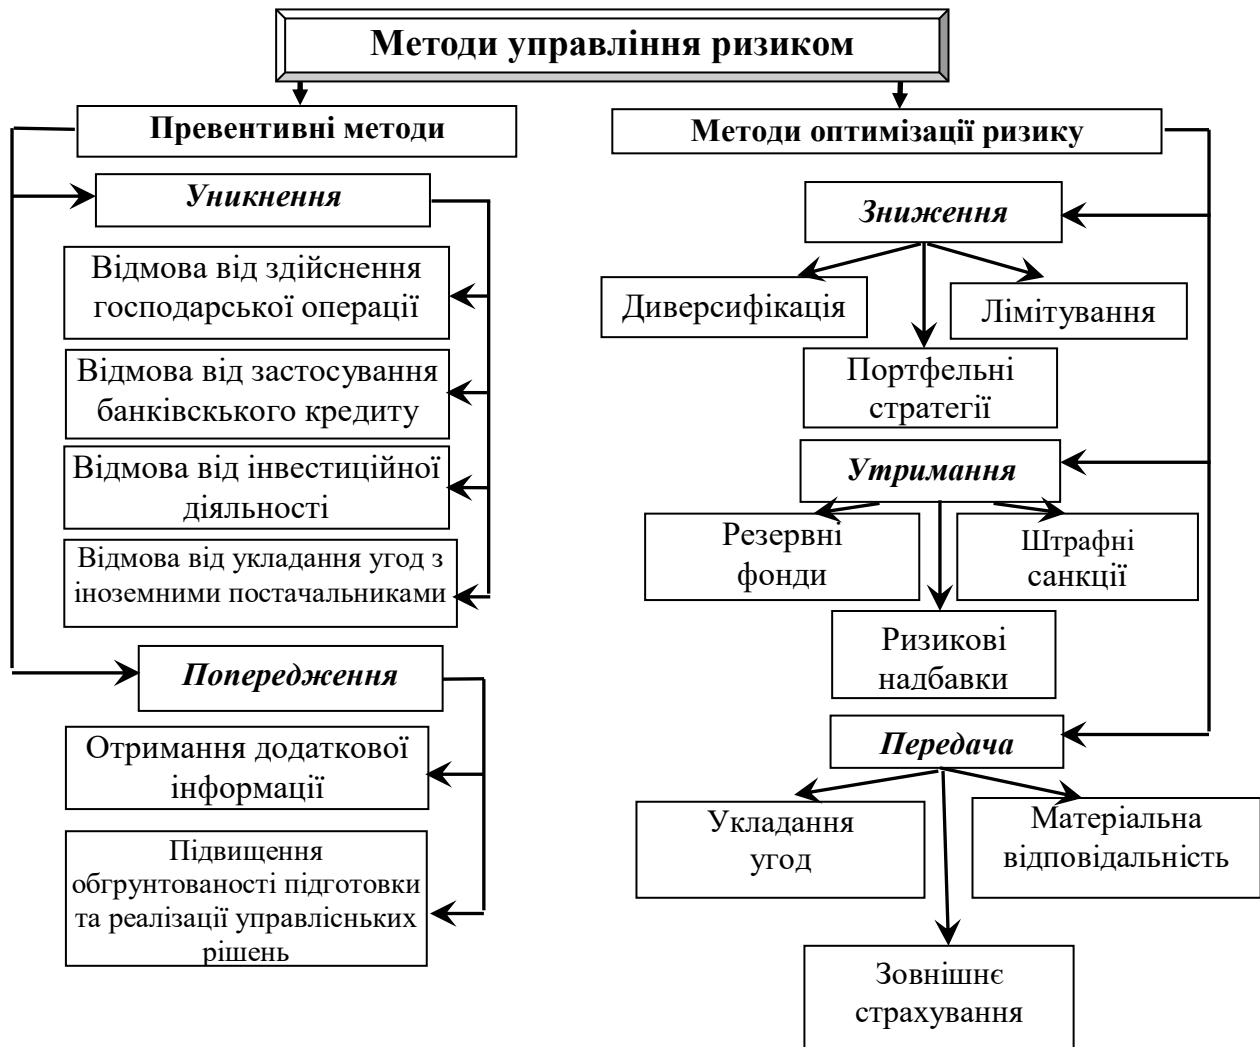 Методи управління ризиком
Превентивні методи
Уникнення
Відмова від здійснення
господарської операції
Відмова від застосування
банківскького кредиту
Відмова від інвестиційної
діяльності
Відмова від укладання угод з
іноземними постачальниками
Попередження
Отримання додаткової
інформації
Підвищення
обгрунтованості підготовки
та реалізації управлісньких
рішень
Методи оптимізації ризику
Зниження
Диверсифікація
Лімітування
Портфельні
стратегії
Утримання
Резервні
фонди
Штрафні
санкції
Ризикові
надбавки
Передача
Укладання
угод
Матеріальна
відповідальність
Зовнішнє
страхування